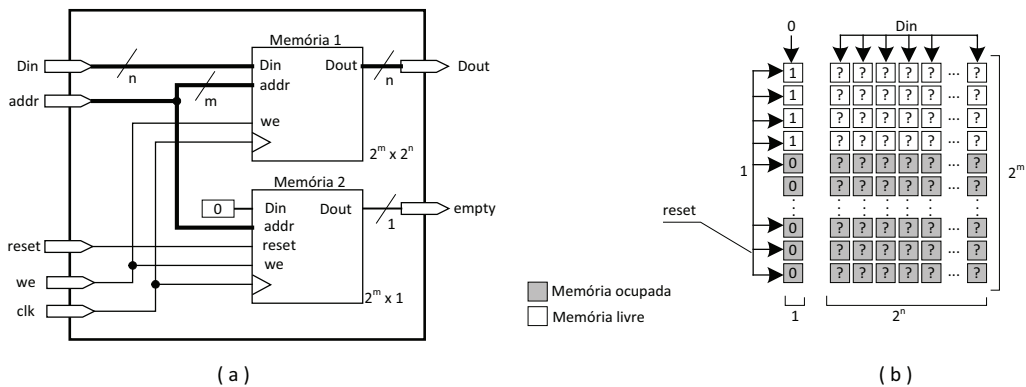 Memória 1
Din
n
Din
Dout
n
Dout
addr
m
addr
we
2^m x 2^n
Memória 2
0
Din
Dout
1
empty
addr
reset
reset
we
we
clk
2^m x 1
( a )
0
Din
1 ? ? ? ? ? ... ?
1 ? ? ? ? ? ... ?
1 ? ? ? ? ? ... ?
1 ? ? ? ? ? ... ?
0 ? ? ? ? ? ... ?
0 ? ? ? ? ? ... ?
0 ? ? ? ? ? ... ?
0 ? ? ? ? ? ... ?
0 ? ? ? ? ? ... ?
1
2^m
reset
Memória ocupada
Memória livre
1
2^n
( b )